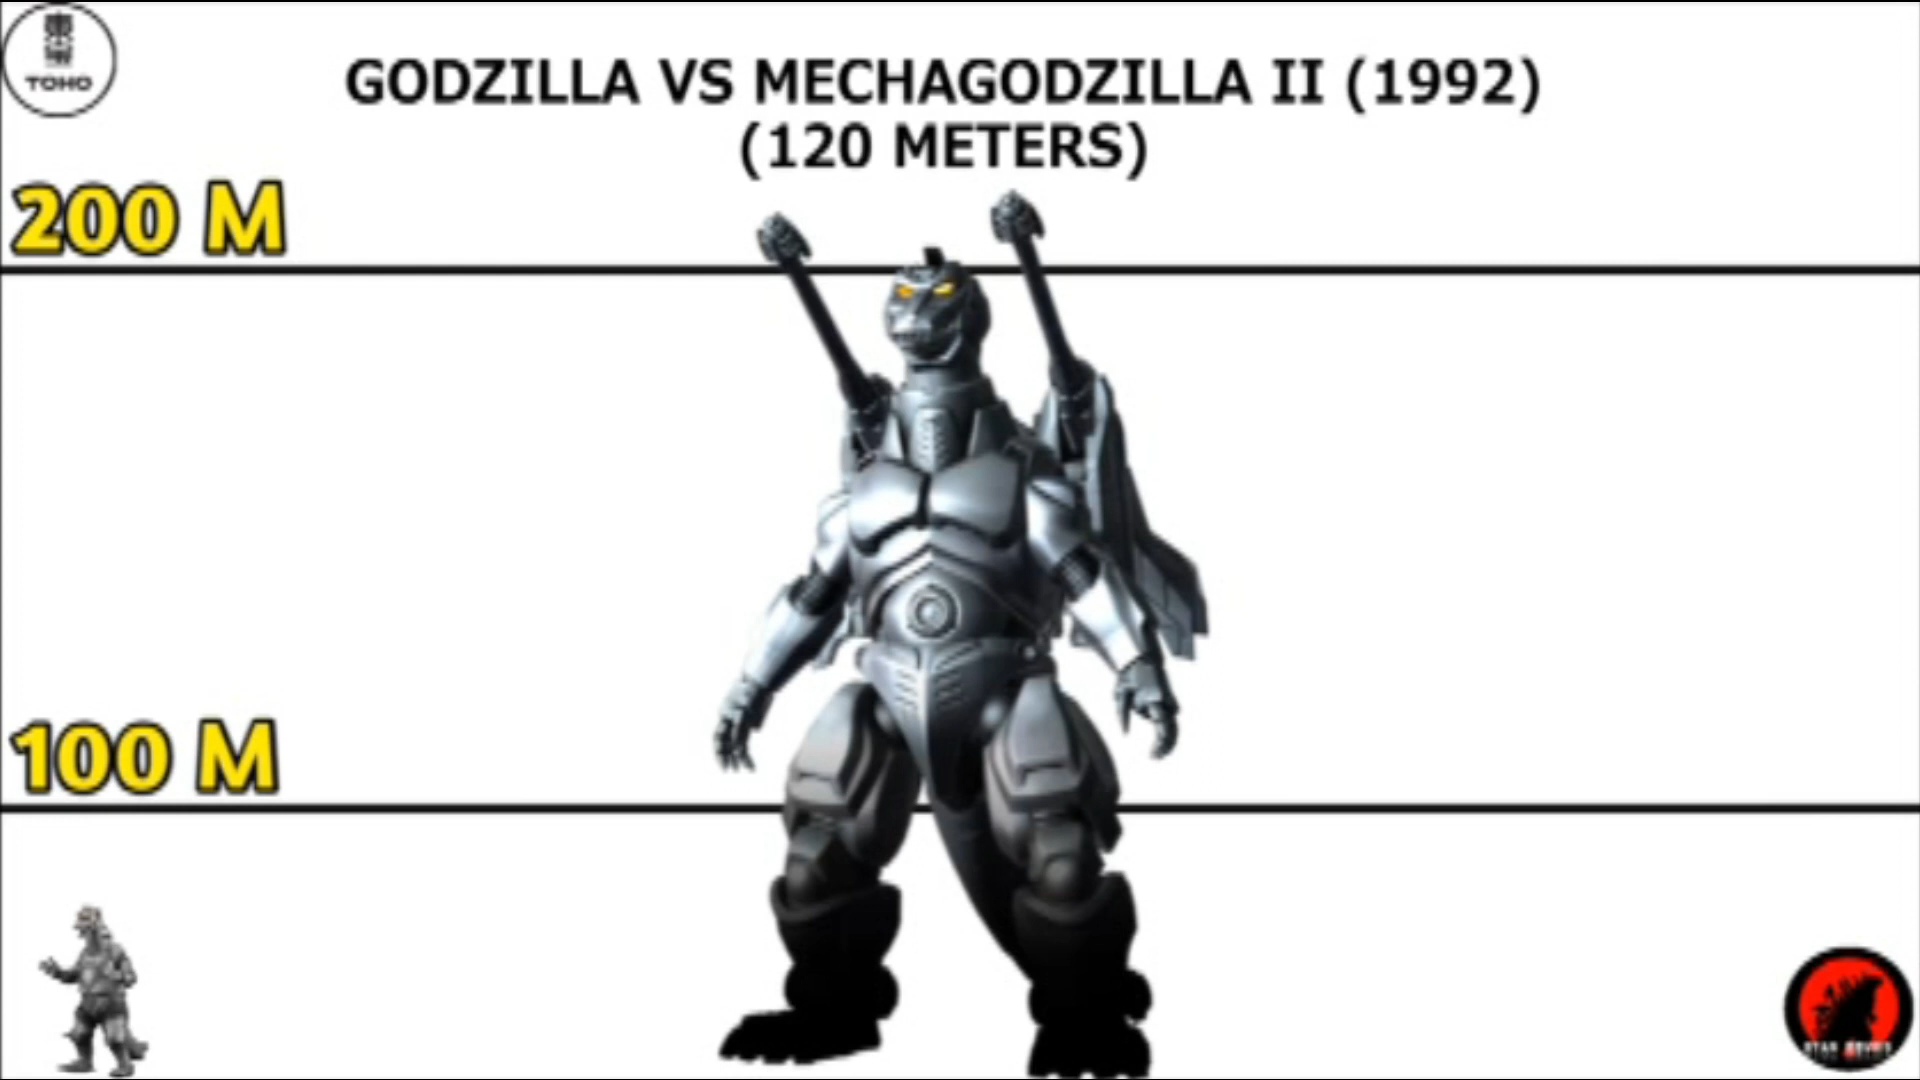 TOHO
GODZILLA VS MECHAGODZILLA II (1992)
(120 METERS)
200 M
100 M